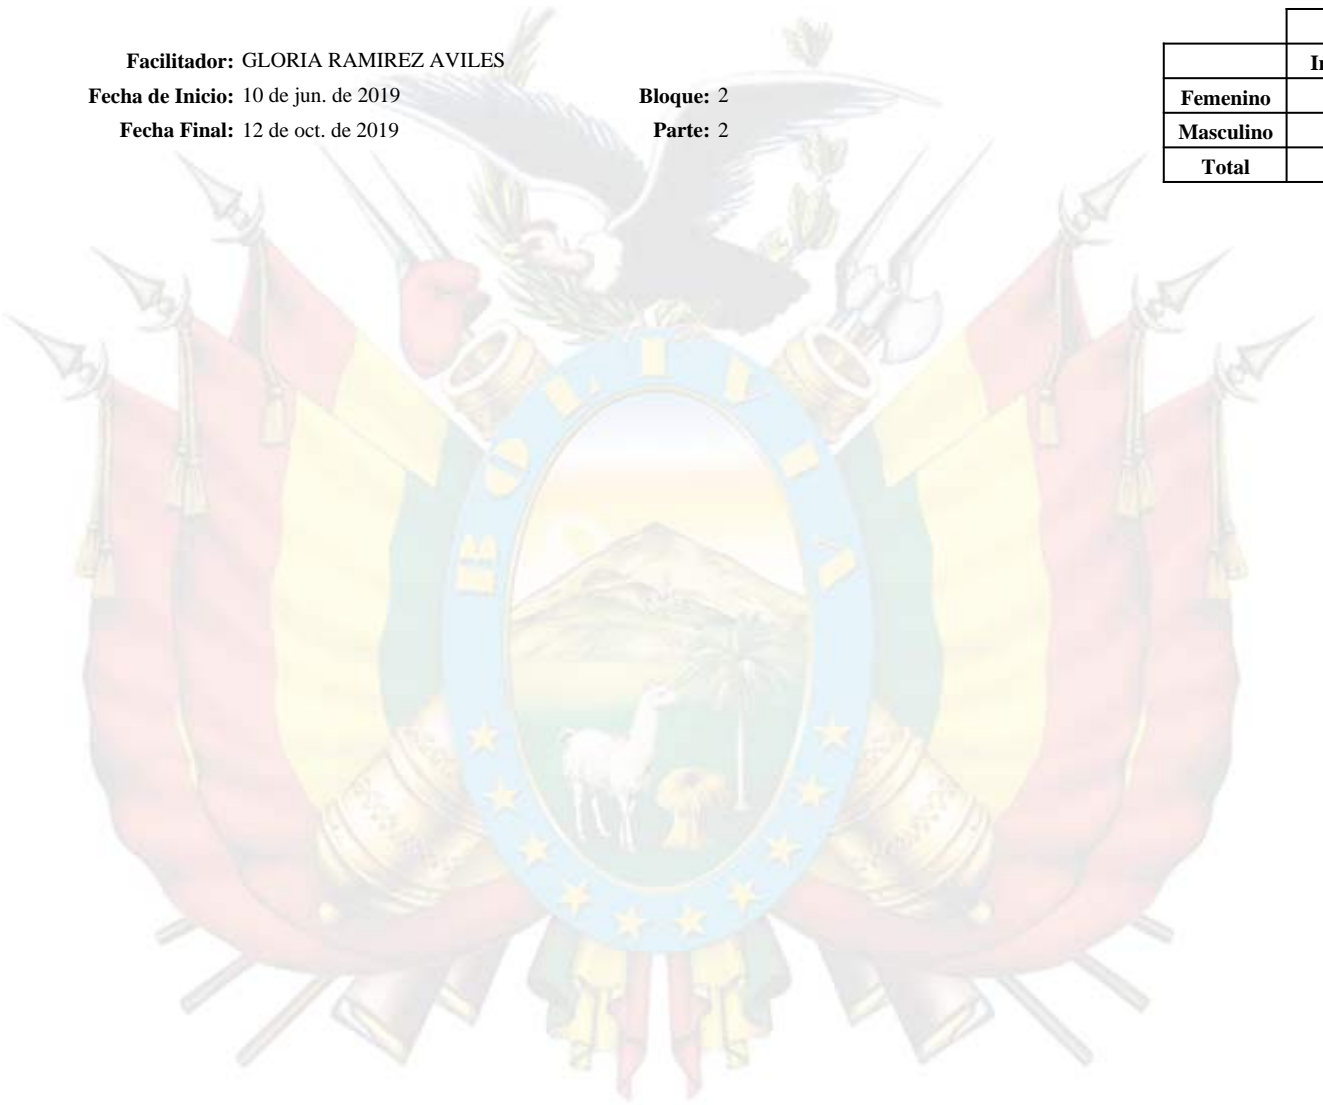 Facilitador: GLORIA RAMIREZ AVILES
Fecha de Inicio: 10 de jun. de 2019 Bloque: 2
Fecha Final: 12 de oct. de 2019 Parte: 2
Femenino
Masculino
Total
BOLIVIA